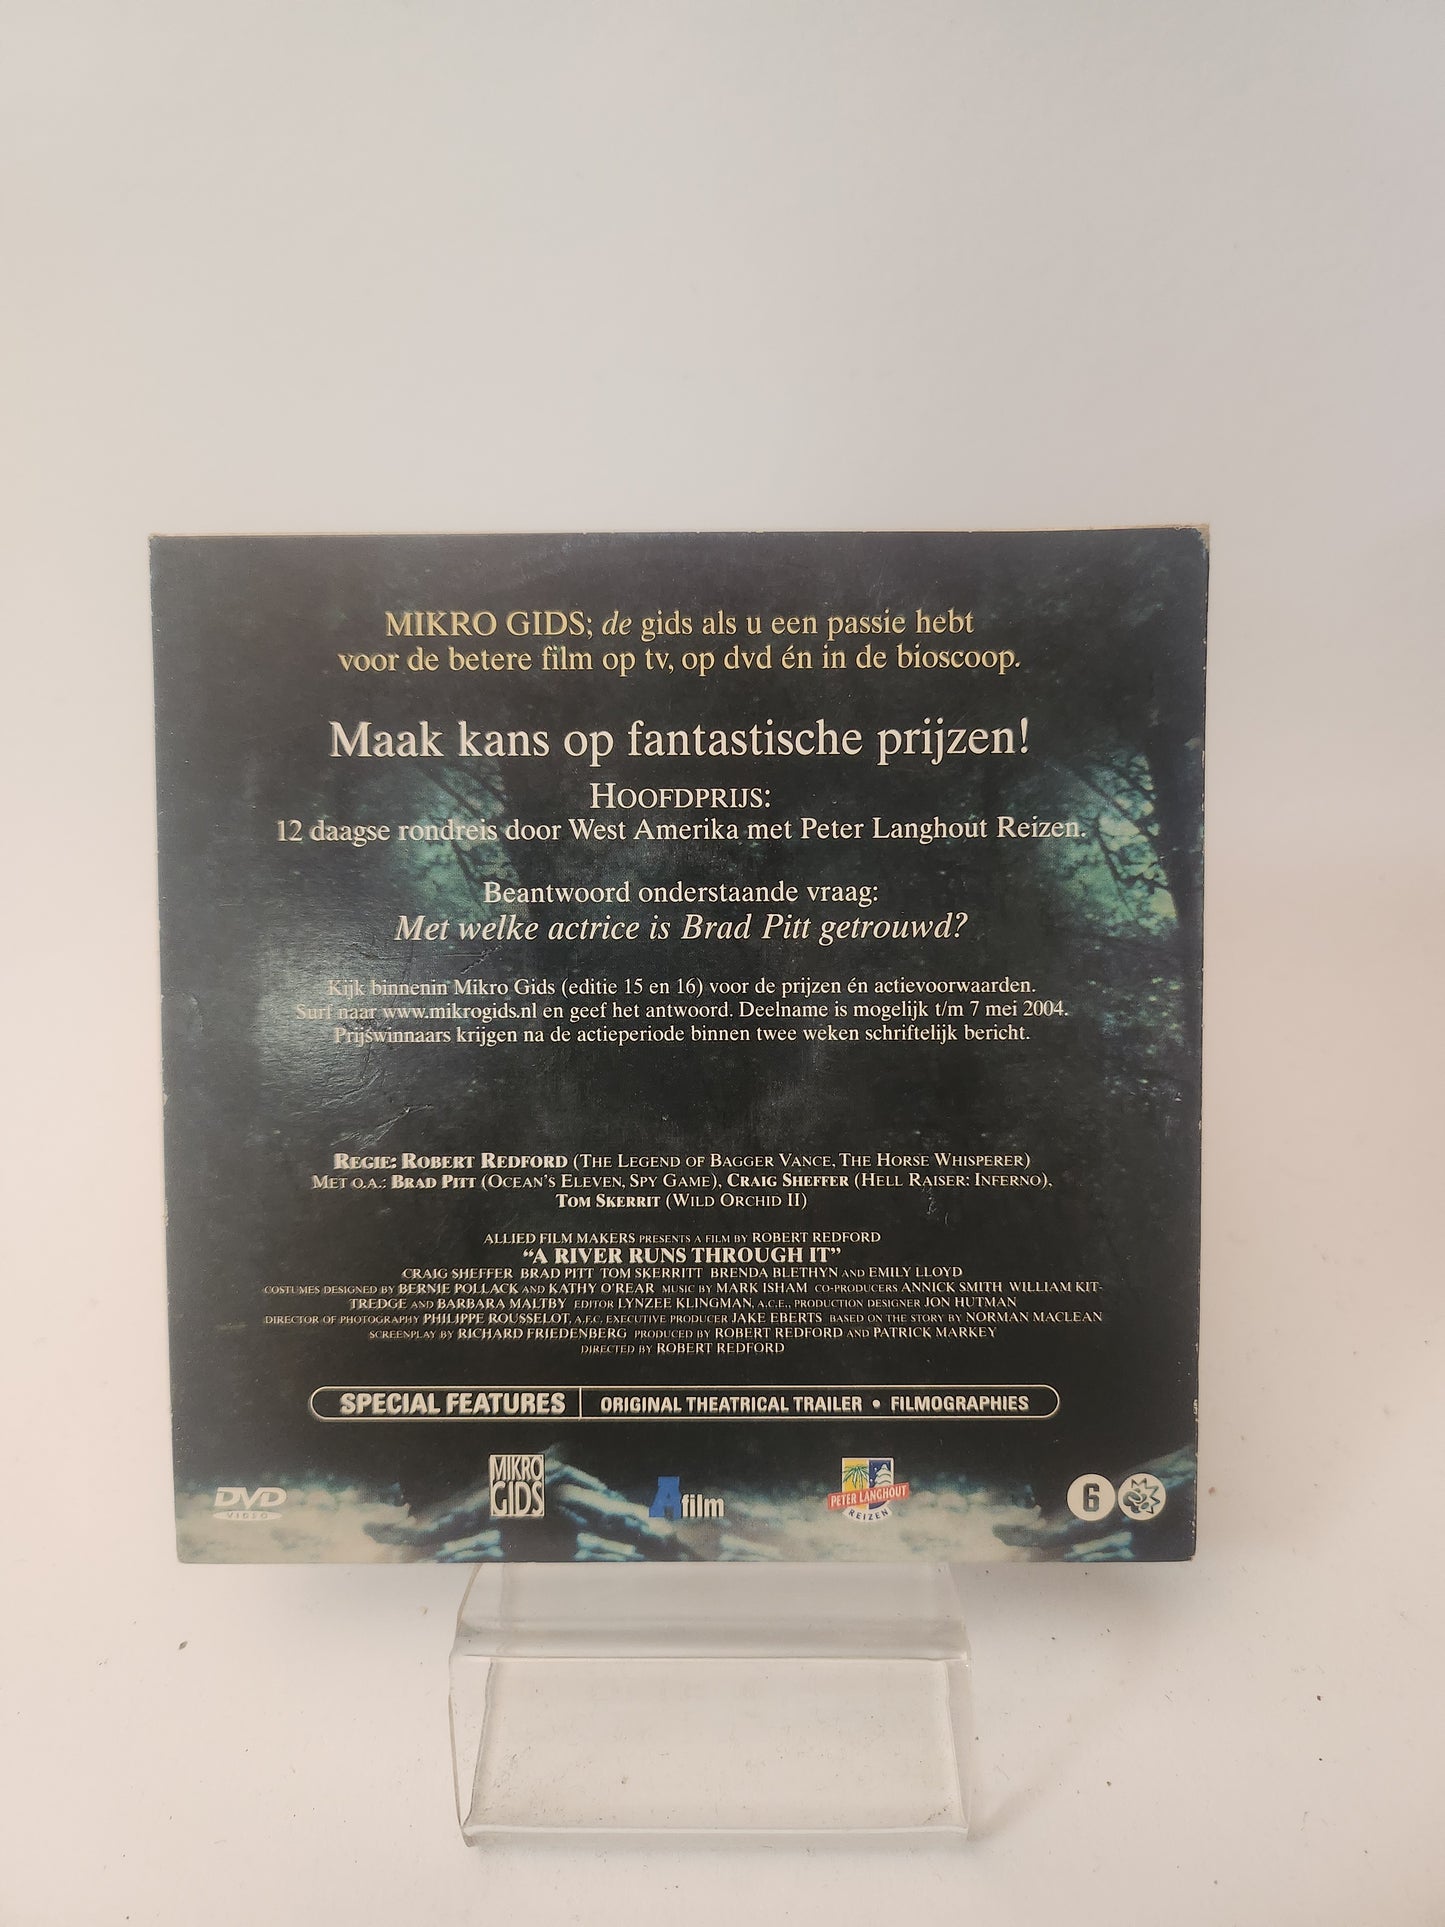 MIKRO GIDS; de gids als u een passie hebt
voor de betere film op tv, op dvd én in de bioscoop.
Maak kans op fantastische prijzen!
HOOFDPRIJS:
12 daagse rondreis door West Amerika met Peter Langhout Reizen.
Beantwoord onderstaande vraag:
Met welke actrice is Brad Pitt getrouwd?
Kijk binnenin Mikro Gids (editie 15 en 16) voor de prijzen én actievoorwaarden.
Surf naar www.mikrogids.nl en geef het antwoord. Deelname is mogelijk t/m 7 mei 2004.
Prijswinnaars krijgen na de actieperiode binnen twee weken schriftelijk bericht.
REGIE: ROBERT REDFORD (THE LEGEND OF BAGGER VANCE, THE HORSE WHISPERER)
MET O.A.: BRAD PITT (OCEAN'S ELEVEN, SPY GAME), CRAIG SHEFFER (HELL RAISER: INFERNO),
TOM SKERRIT (WILD ORCHID II)
ALLIED FILM MAKERS PRESENTS A FILM BY ROBERT REDFORD
“A RIVER RUNS THROUGH IT”
CRAIG SHEFFER BRAD PITT TOM SKERRITT BRENDA BLETHYN AND EMILY LLOYD
COSTUMES DESIGNED BY BERNIE POLLACK AND KATHY O'REAR MUSIC BY MARK ISHAM CO-PRODUCERS ANNICK SMITH WILLIAM KIT-
TREDGE AND BARBARA MALTBY EDITOR LYNZEE KLINGMAN, A.C.E., PRODUCTION DESIGNER JON HUTMAN
DIRECTOR OF PHOTOGRAPHY PHILIPPE ROUSSELOT, A.F.C. EXECUTIVE PRODUCER JAKE EBERTS BASED ON THE STORY BY NORMAN MACLEAN
SCREENPLAY BY RICHARD FRIEDENBERG PRODUCED BY ROBERT REDFORD AND PATRICK MARKEY
DIRECTED BY ROBERT REDFORD
SPECIAL FEATURES ORIGINAL THEATRICAL TRAILER • FILMOGRAPHIES
DVD
VIDEO
MIKRO
GIDS
A film
PETER LANGHOUT
REIZEN
6